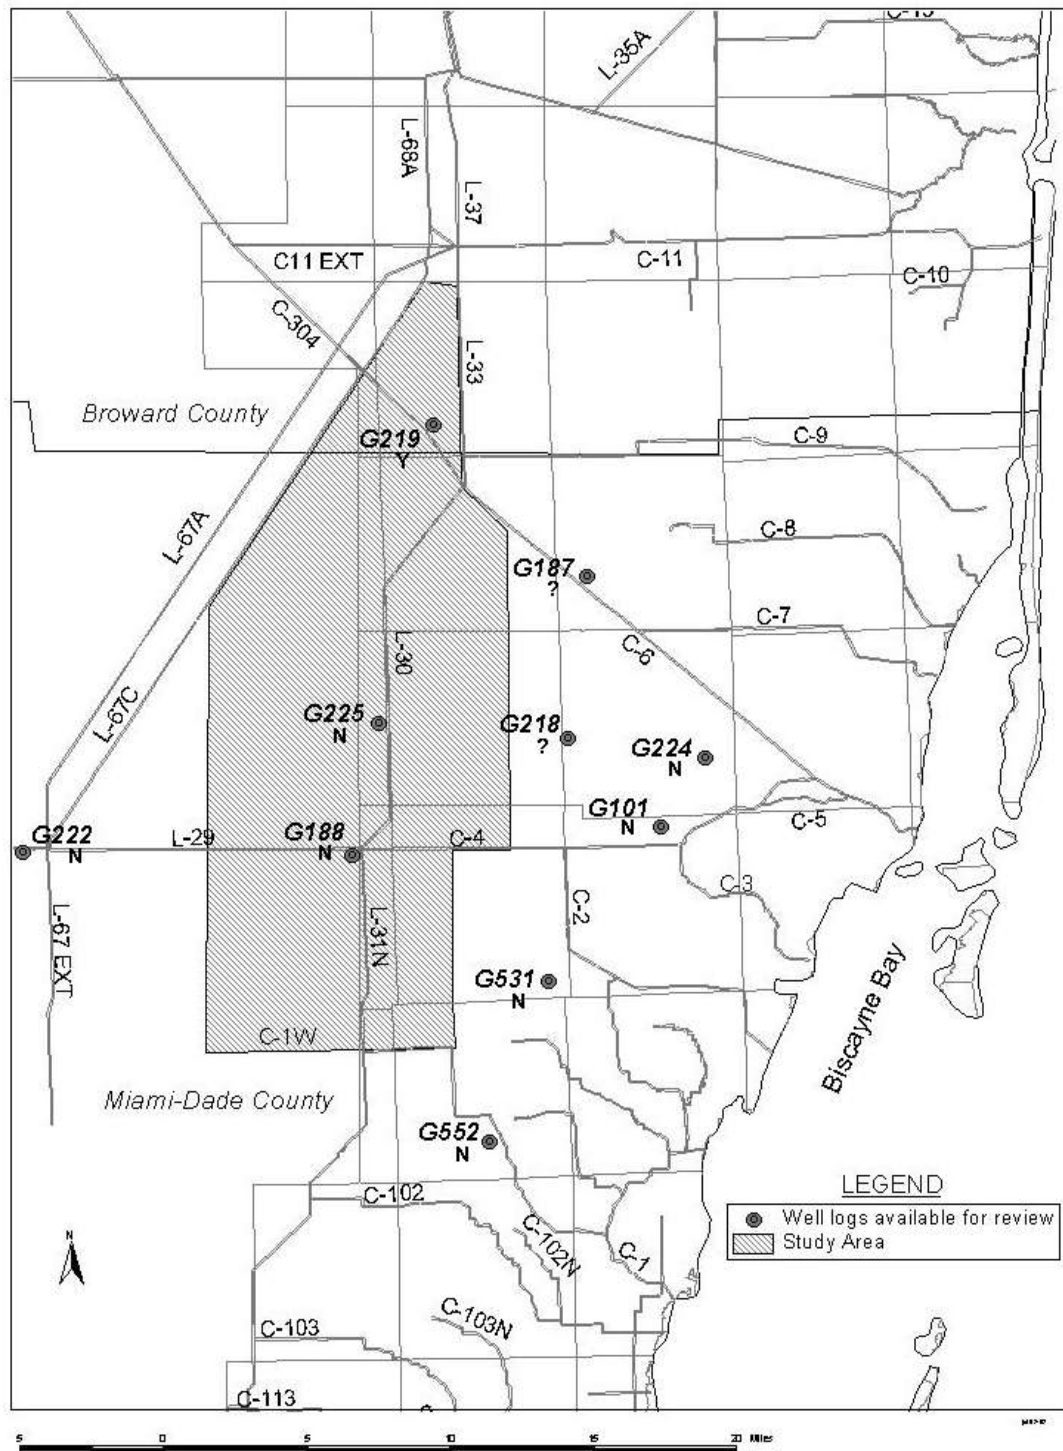 C-13
L-35A
L-68A
L-37
C11 EXT
C-11
C-10
C-304
L-33
Broward County
G219
Y
C-9
L-67A
C-8
G187
?
C-7
C-6
L-30
L-67C
G225
N
G218
?
G224
N
G101
N
C-5
G222
N
L-29
G188
N
C-4
C-3
C-2
L-31N
L-67 EXT
G531
N
Biscayne Bay
C-1W
Miami-Dade County
G552
N
LEGEND
Well logs available for review
Study Area
C-102
C-102N
C-1
N
C-103
C-103N
C-113
5 0 5 10 15 20 Miles